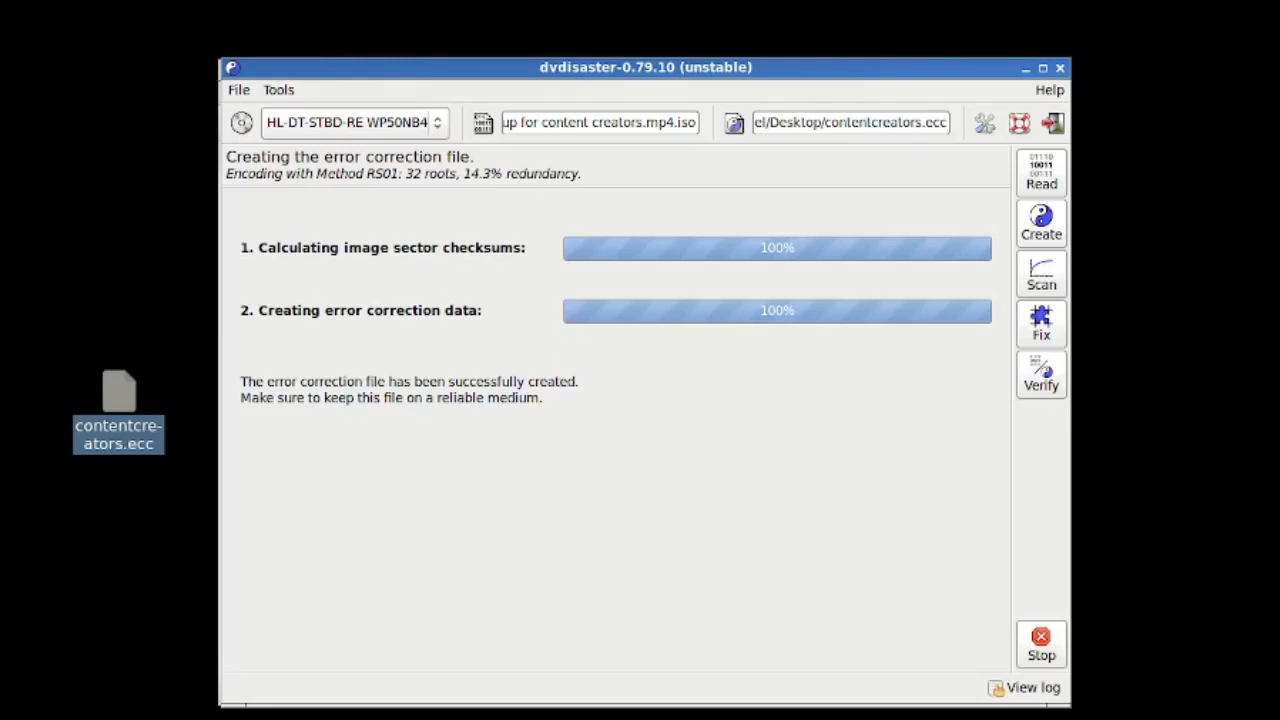 dvdisaster-0.79.10 (unstable)
File Tools Help
HL-DT-STBD-RE WP50NB4
up for content creators.mp4.iso
el/Desktop/contentcreators.ecc
Creating the error correction file.
Encoding with Method RS01: 32 roots, 14.3% redundancy.
1. Calculating image sector checksums: 100%
2. Creating error correction data: 100%
The error correction file has been successfully created.
Make sure to keep this file on a reliable medium.
Read
Create
Scan
Fix
Verify
Stop
View log
contentcre-
ators.ecc